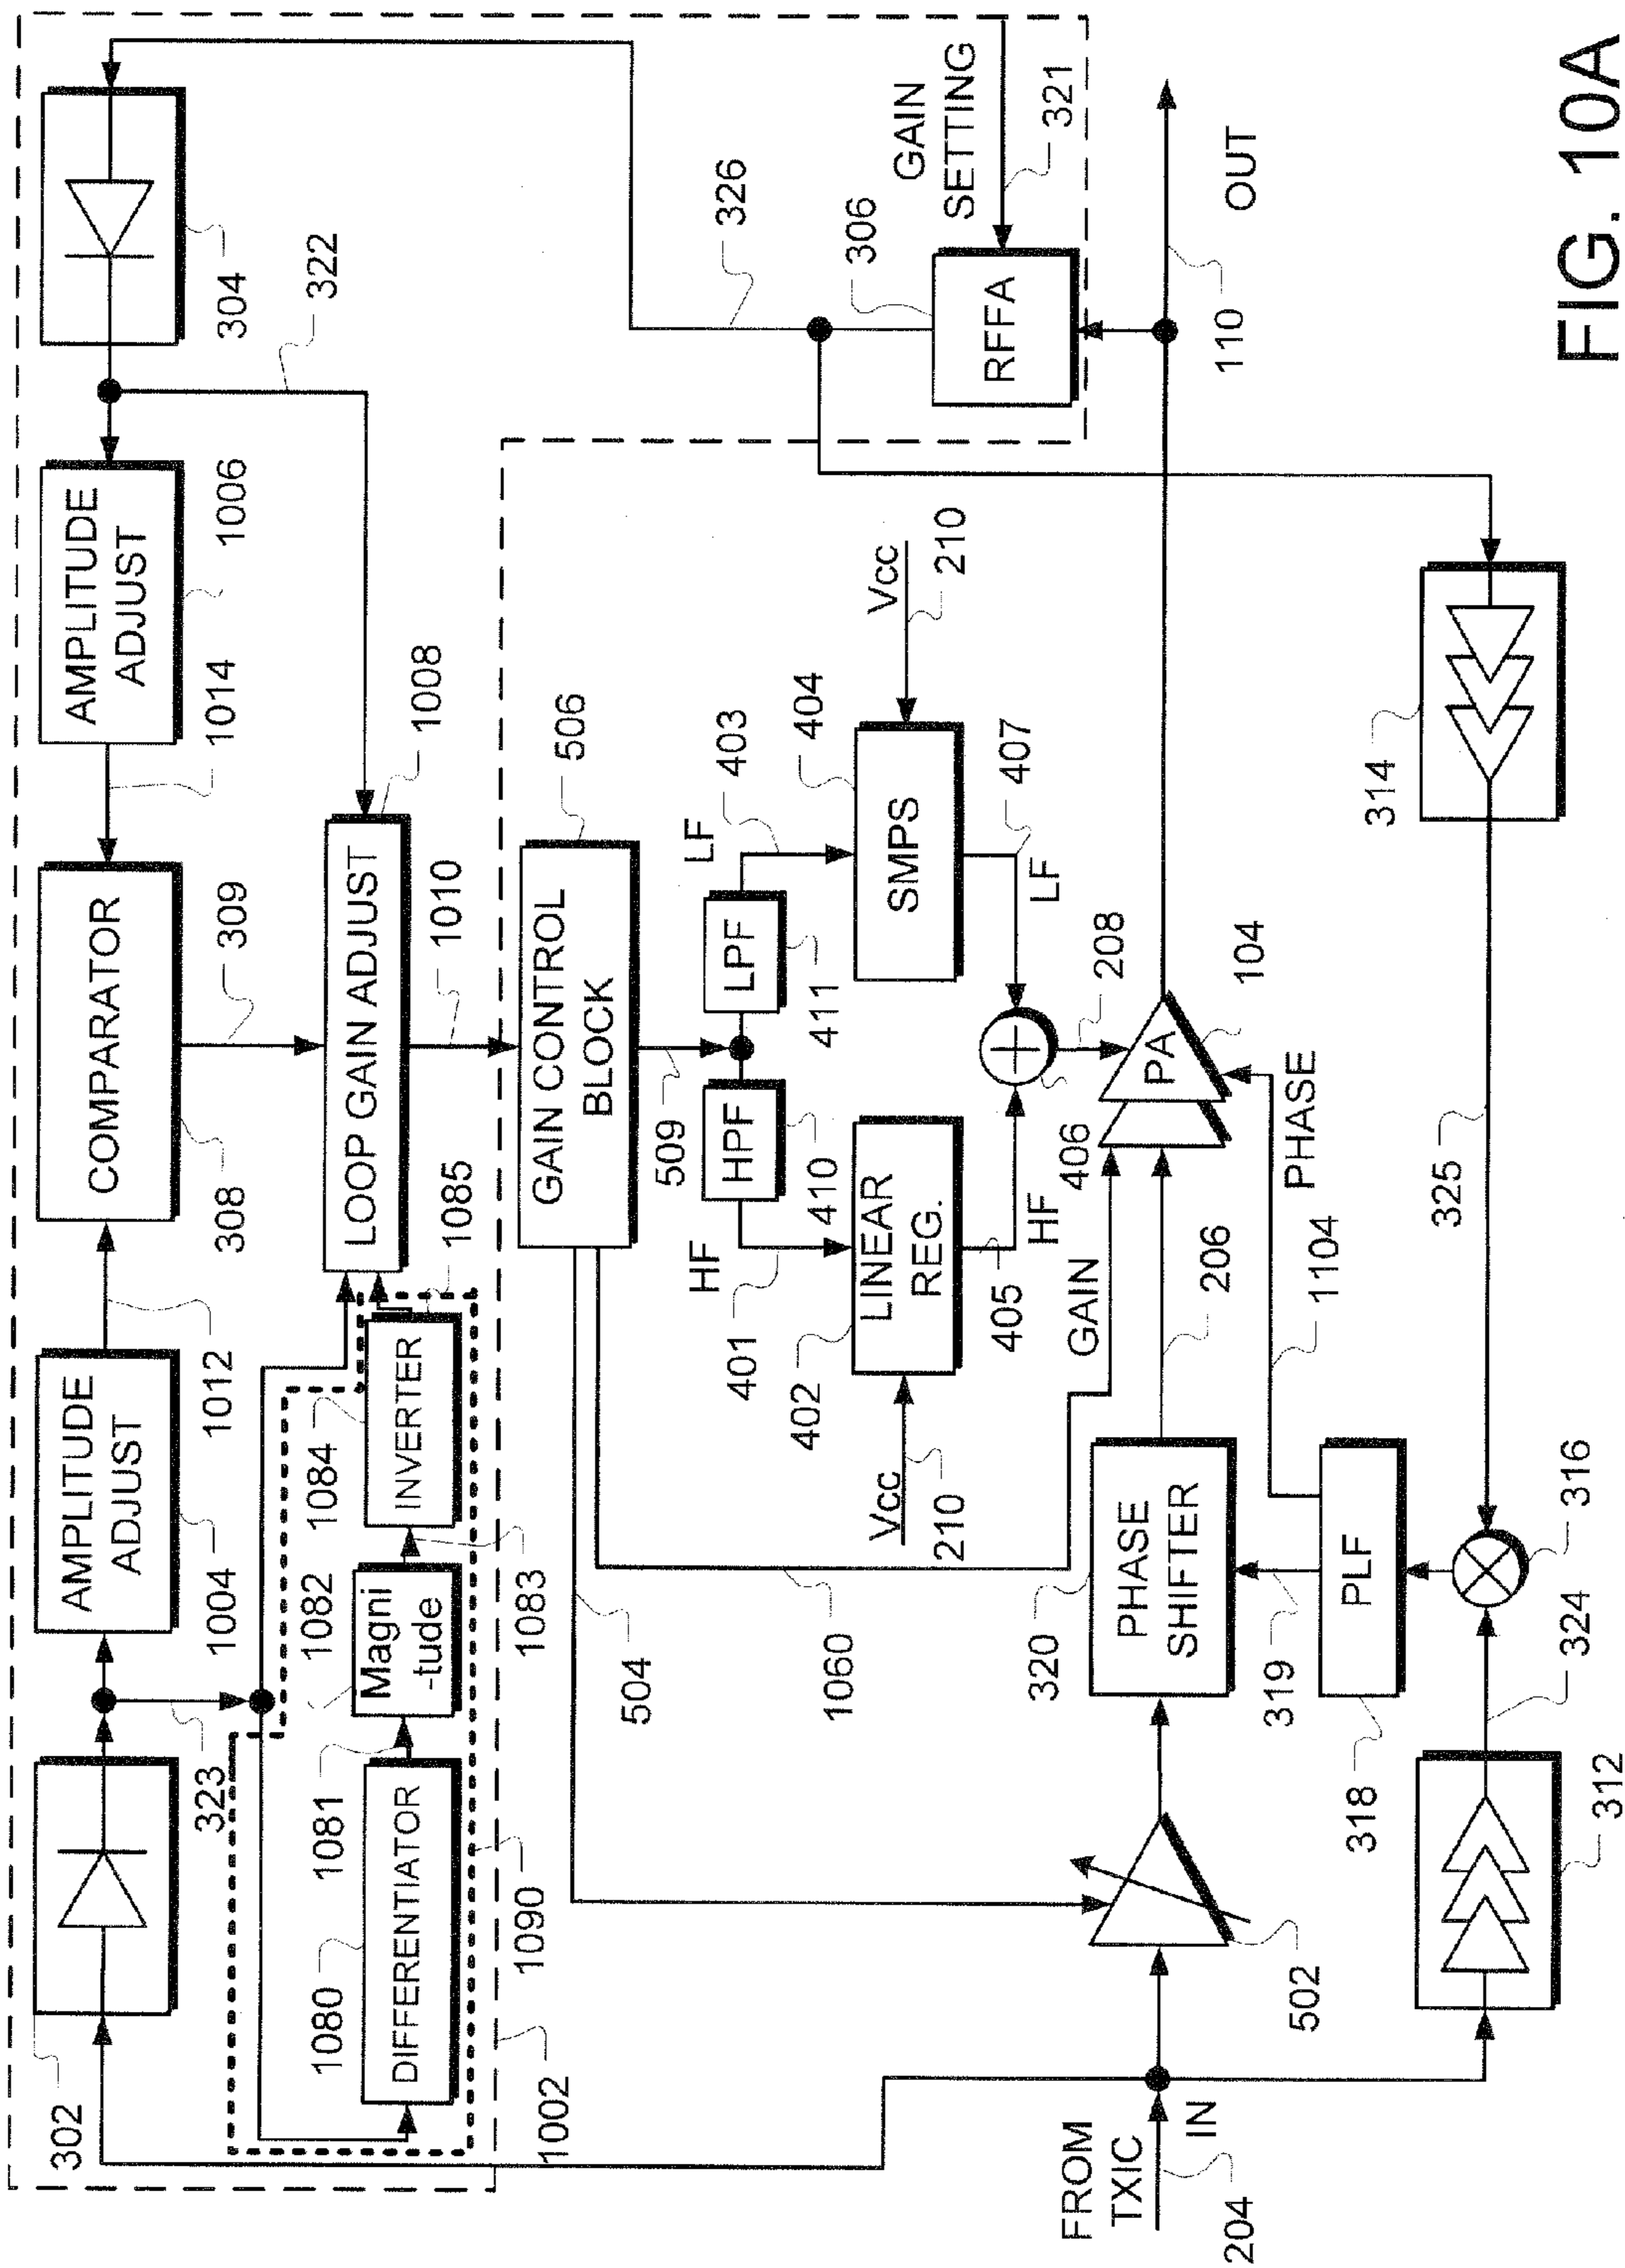 302
AMPLITUDE
ADJUST
1004
1012
COMPARATOR
308
309
AMPLITUDE
ADJUST
1006
1014
304
322
323
1080
DIFFERENTIATOR
1081
1082
Magni
-tude
1083
1084
INVERTER
1085
1090
1002
LOOP GAIN ADJUST
1008
1010
326
GAIN CONTROL
BLOCK
506
509
504
1060
HF
HPF
410
401
LF
LPF
411
403
402
LINEAR
REG.
Vcc
210
405
HF
SMPS
404
Vcc
210
407
LF
406
208
GAIN
PA
104
306
RFFA
GAIN
SETTING
321
FROM
TXIC
204
IN
502
320
PHASE
SHIFTER
206
PHASE
1104
110
OUT
319
PLF
318
312
324
316
325
314
FIG. 10A